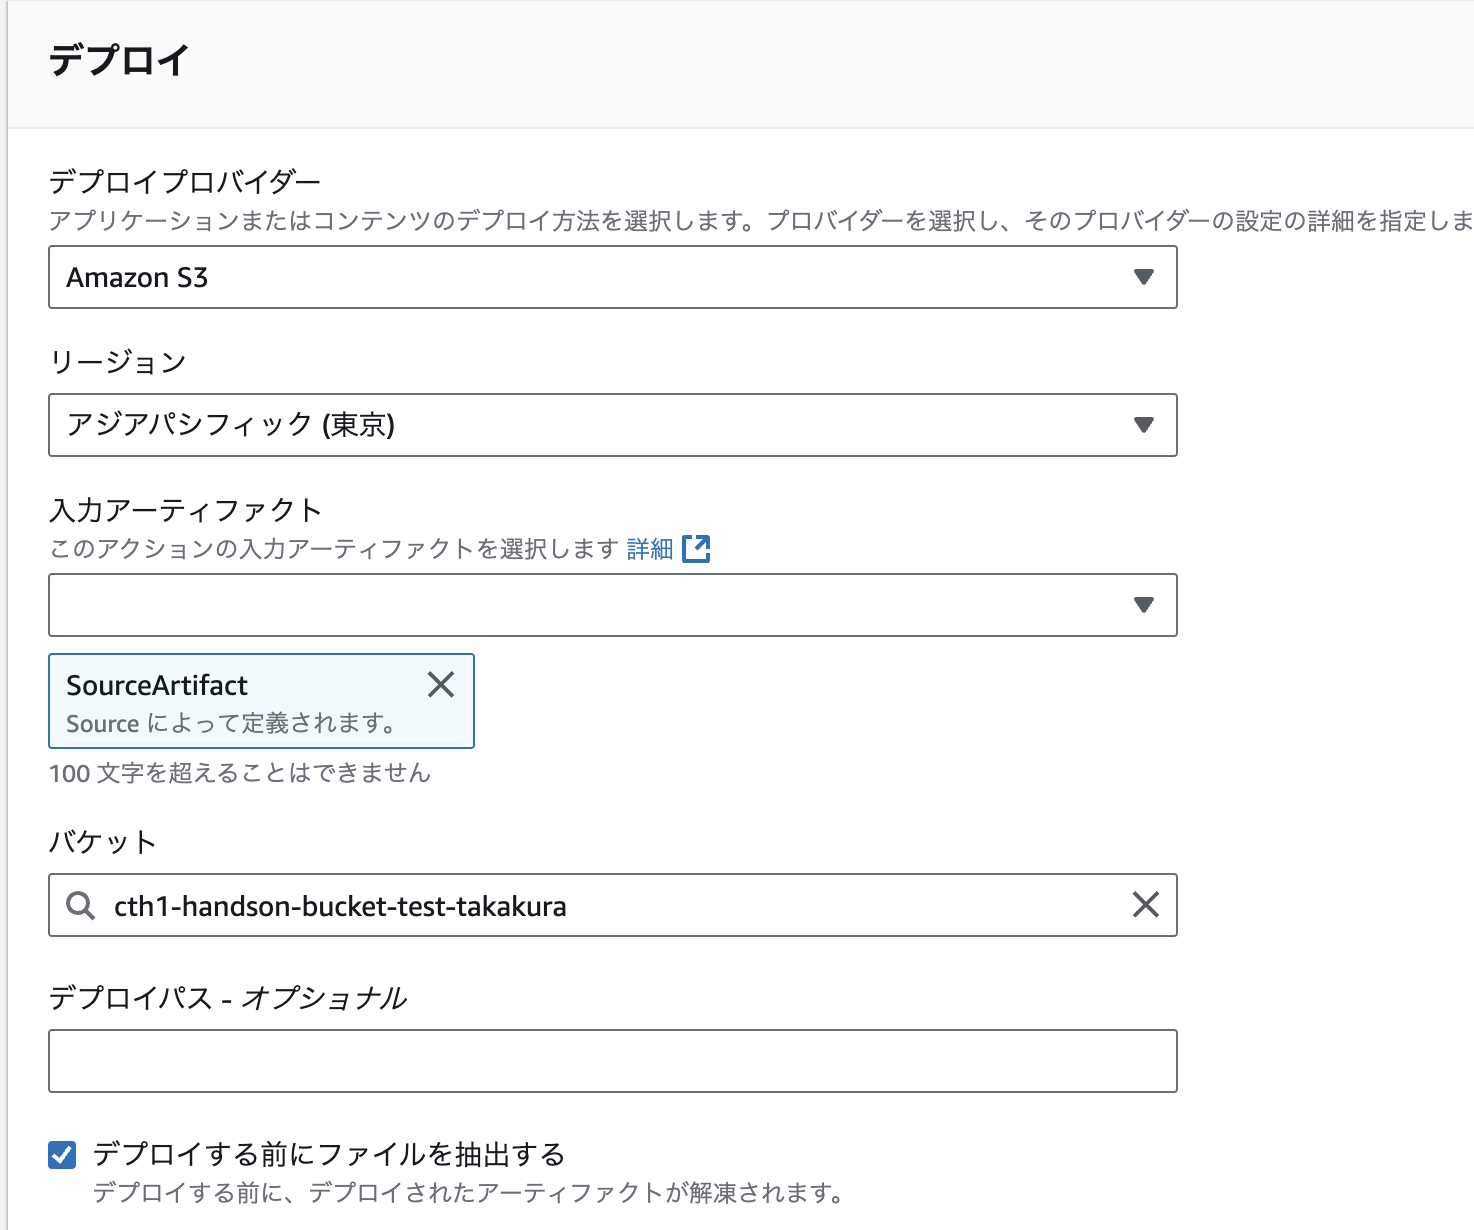 デプロイ
デプロイプロバイダー
アプリケーションまたはコンテンツのデプロイ方法を選択します。プロバイダーを選択し、そのプロバイダーの設定の詳細を指定しま
Amazon S3
リージョン
アジアパシフィック (東京)
入力アーティファクト
このアクションの入力アーティファクトを選択します 詳細
SourceArtifact
Source によって定義されます。
100 文字を超えることはできません
バケット
cth1-handson-bucket-test-takakura
デプロイパス - オプショナル
デプロイする前にファイルを抽出する
デプロイする前に、デプロイされたアーティファクトが解凍されます。